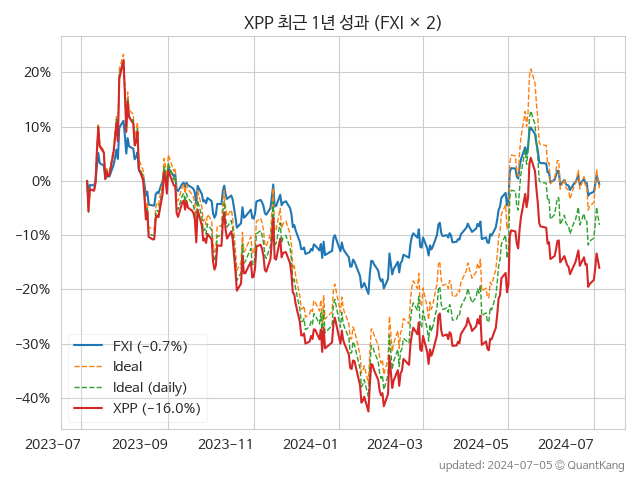 XPP 최근 1년 성과 (FXI × 2)
20%
10%
0%
−10%
−20%
−30%
−40%
FXI (−0.7%)
Ideal
Ideal (daily)
XPP (−16.0%)
2023-07 2023-09 2023-11 2024-01 2024-03 2024-05 2024-07
updated: 2024-07-05 © QuantKang